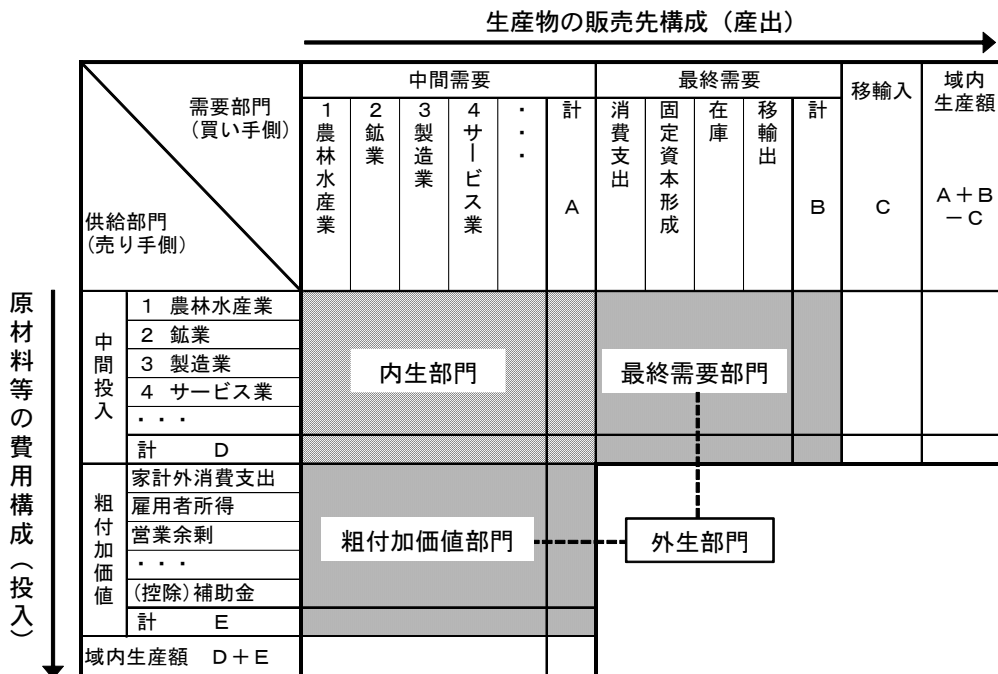 生産物の販売先構成（産出）
需要部門
(買い手側)
供給部門
(売り手側)
中間需要
最終需要
移輸入
域内
生産額
1農林水産業
2鉱業
3製造業
4サービス業
・・・
計
A
消費支出
固定資本形成
在庫
移輸出
計
B
C
A＋B
－C
原材料等の費用構成（投入）
中間投入
1 農林水産業
2 鉱業
3 製造業
4 サービス業
・・・
計 D
内生部門
最終需要部門
粗付加価値
家計外消費支出
雇用者所得
営業余剰
・・・
(控除)補助金
計 E
粗付加価値部門
外生部門
域内生産額 D＋E